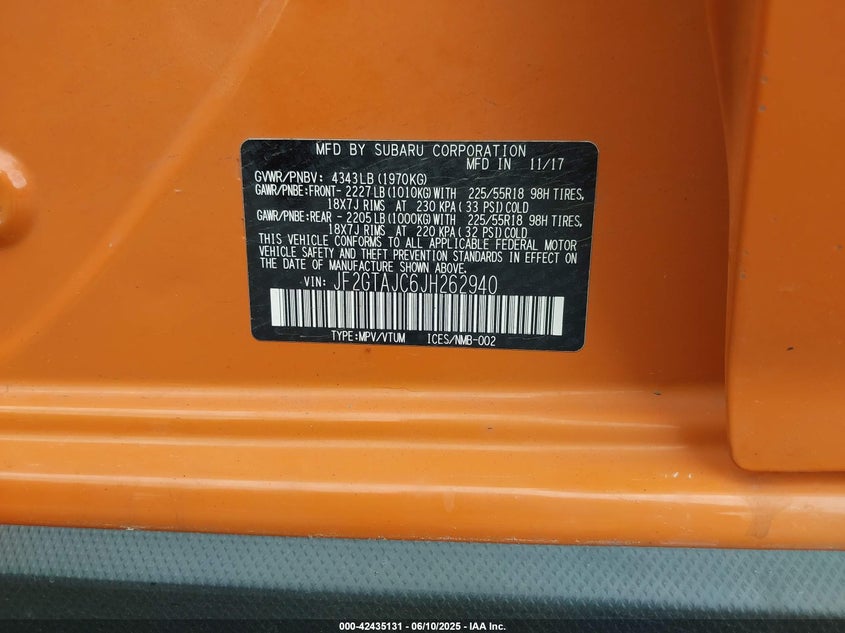 MFD BY SUBARU CORPORATION
MFD IN 11/17
GVWR/PNBV: 4343LB (1970KG)
GAWR/PNBE:FRONT- 2227LB (1010KG) WITH 225/55R18 98H TIRES,
18X7J RIMS AT 230 KPA (33 PSI) COLD
GAWR/PNBE:REAR - 2205LB (1000KG) WITH 225/55R18 98H TIRES,
18X7J RIMS AT 220 KPA (32 PSI) COLD
THIS VEHICLE CONFORMS TO ALL APPLICABLE FEDERAL MOTOR
VEHICLE SAFETY AND THEFT PREVENTION STANDARDS IN EFFECT ON
THE DATE OF MANUFACTURE SHOWN ABOVE.
VIN: JF2GTAJC6JH262940
TYPE:MPV/VTUM ICES/NMB-002
000-42435131 - 06/10/2025 - IAA Inc.